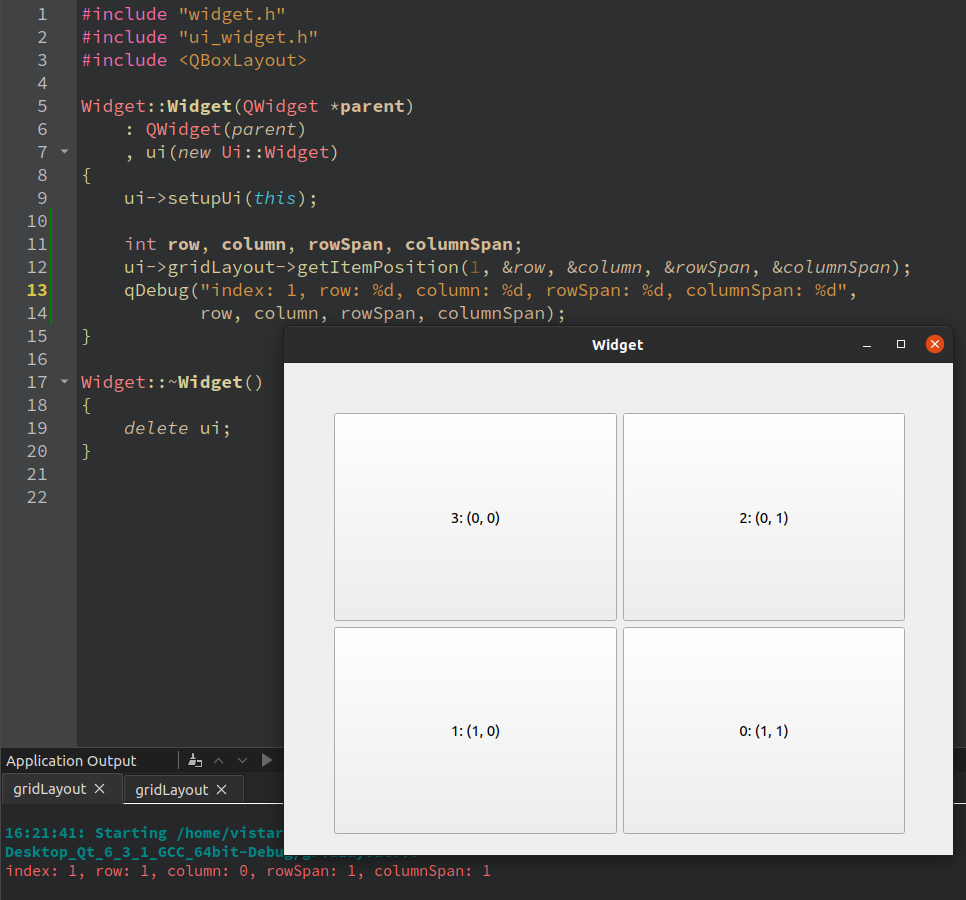 1 #include "widget.h"
2 #include "ui_widget.h"
3 #include <QBoxLayout>
4
5 Widget::Widget(QWidget *parent)
6 : QWidget(parent)
7 , ui(new Ui::Widget)
8 {
9 ui->setupUi(this);
10
11 int row, column, rowSpan, columnSpan;
12 ui->gridLayout->getItemPosition(1, &row, &column, &rowSpan, &columnSpan);
13 qDebug("index: 1, row: %d, column: %d, rowSpan: %d, columnSpan: %d",
14 row, column, rowSpan, columnSpan);
15 }
16
17 Widget::~Widget()
18 {
19 delete ui;
20 }
21
22
Widget
3: (0, 0) 2: (0, 1)
1: (1, 0) 0: (1, 1)
Application Output
gridLayout gridLayout
16:21:41: Starting /home/vistar
Desktop_Qt_6_3_1_GCC_64bit-Debug/
index: 1, row: 1, column: 0, rowSpan: 1, columnSpan: 1